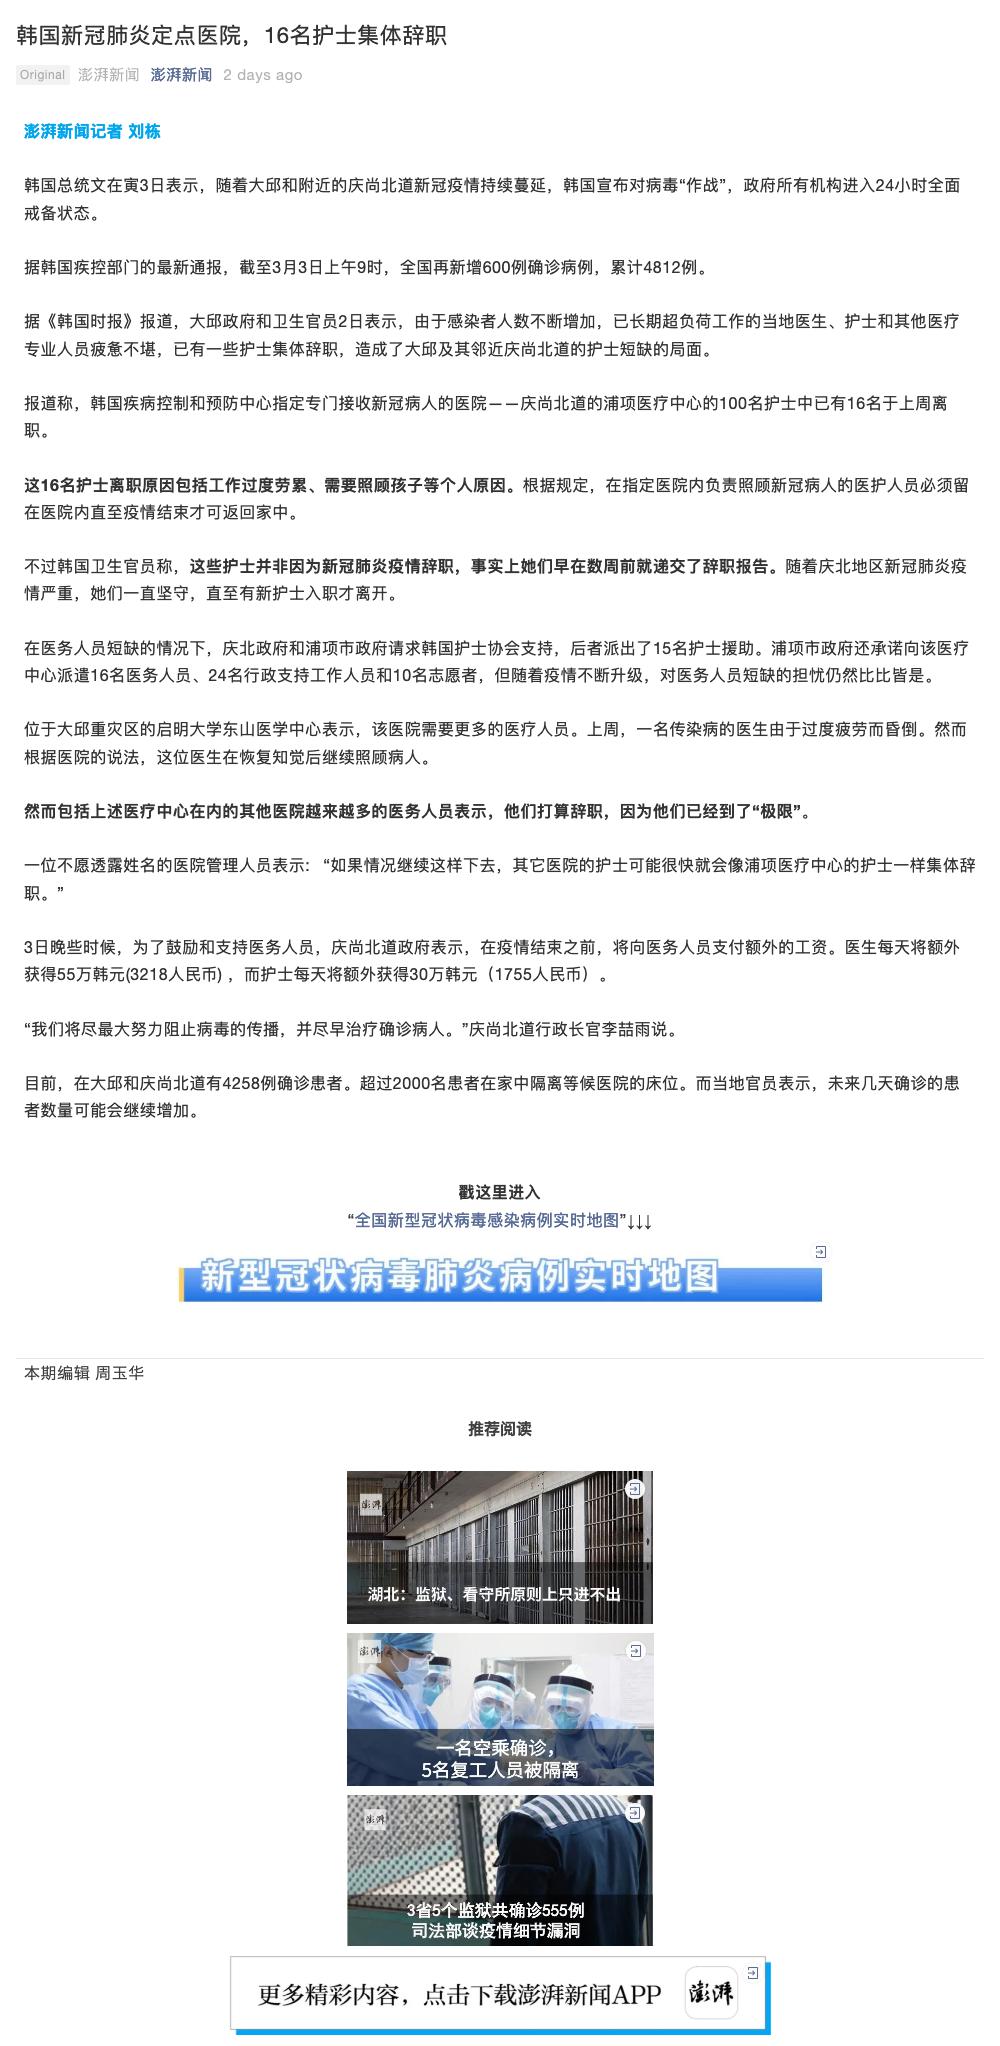 韩国新冠肺炎定点医院，16名护士集体辞职
Original 澎湃新闻 澎湃新闻 2 days ago
澎湃新闻记者 刘栋
韩国总统文在寅3日表示，随着大邱和附近的庆尚北道新冠疫情持续蔓延，韩国宣布对病毒“作战”，政府所有机构进入24小时全面
戒备状态。
据韩国疾控部门的最新通报，截至3月3日上午9时，全国再新增600例确诊病例，累计4812例。
据《韩国时报》报道，大邱政府和卫生官员2日表示，由于感染者人数不断增加，已长期超负荷工作的当地医生、护士和其他医疗
专业人员疲惫不堪，已有一些护士集体辞职，造成了大邱及其邻近庆尚北道的护士短缺的局面。
报道称，韩国疾病控制和预防中心指定专门接收新冠病人的医院——庆尚北道的浦项医疗中心的100名护士中已有16名于上周离
职。
这16名护士离职原因包括工作过度劳累、需要照顾孩子等个人原因。根据规定，在指定医院内负责照顾新冠病人的医护人员必须留
在医院内直至疫情结束才可返回家中。
不过韩国卫生官员称，这些护士并非因为新冠肺炎疫情辞职，事实上她们早在数周前就递交了辞职报告。随着庆北地区新冠肺炎疫
情严重，她们一直坚守，直至有新护士入职才离开。
在医务人员短缺的情况下，庆北政府和浦项市政府请求韩国护士协会支持，后者派出了15名护士援助。浦项市政府还承诺向该医疗
中心派遣16名医务人员、24名行政支持工作人员和10名志愿者，但随着疫情不断升级，对医务人员短缺的担忧仍然比比皆是。
位于大邱重灾区的启明大学东山医学中心表示，该医院需要更多的医疗人员。上周，一名传染病的医生由于过度疲劳而昏倒。然而
根据医院的说法，这位医生在恢复知觉后继续照顾病人。
然而包括上述医疗中心在内的其他医院越来越多的医务人员表示，他们打算辞职，因为他们已经到了“极限”。
一位不愿透露姓名的医院管理人员表示：“如果情况继续这样下去，其它医院的护士可能很快就会像浦项医疗中心的护士一样集体辞
职。”
3日晚些时候，为了鼓励和支持医务人员，庆尚北道政府表示，在疫情结束之前，将向医务人员支付额外的工资。医生每天将额外
获得55万韩元(3218人民币)，而护士每天将额外获得30万韩元（1755人民币）。
“我们将尽最大努力阻止病毒的传播，并尽早治疗确诊病人。”庆尚北道行政长官李喆雨说。
目前，在大邱和庆尚北道有4258例确诊患者。超过2000名患者在家中隔离等候医院的床位。而当地官员表示，未来几天确诊的患
者数量可能会继续增加。
戳这里进入
“全国新型冠状病毒感染病例实时地图”↓↓↓
新型冠状病毒肺炎病例实时地图
本期编辑 周玉华
推荐阅读
澎湃
湖北：监狱、看守所原则上只进不出
澎湃
一名空乘确诊，
5名复工人员被隔离
澎湃
3省5个监狱共确诊555例
司法部谈疫情细节漏洞
更多精彩内容，点击下载澎湃新闻APP 澎湃